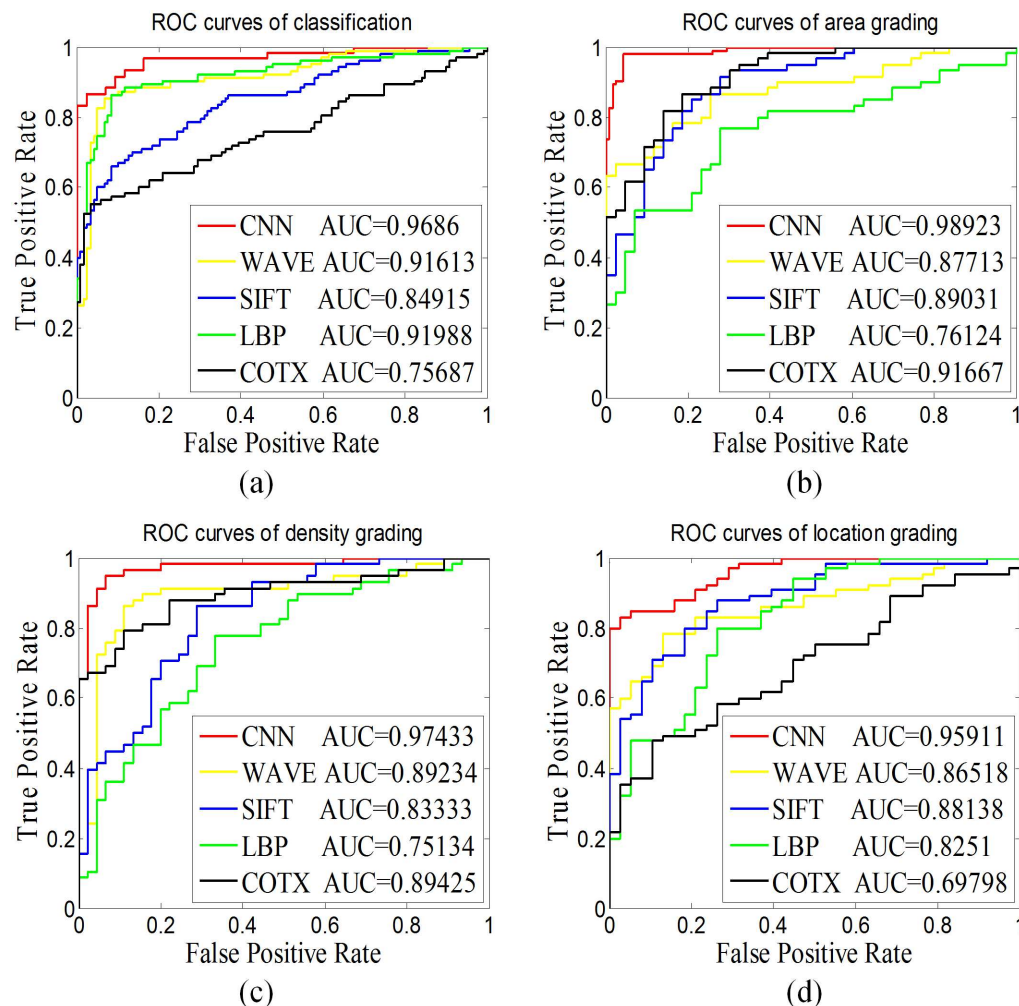 ROC curves of classification
True Positive Rate
1
0.8
0.6
0.4
0.2
0
CNN AUC=0.9686
WAVE AUC=0.91613
SIFT AUC=0.84915
LBP AUC=0.91988
COTX AUC=0.75687
0 0.2 0.4 0.6 0.8 1
False Positive Rate
(a)
ROC curves of area grading
True Positive Rate
1
0.8
0.6
0.4
0.2
0
CNN AUC=0.98923
WAVE AUC=0.87713
SIFT AUC=0.89031
LBP AUC=0.76124
COTX AUC=0.91667
0 0.2 0.4 0.6 0.8 1
False Positive Rate
(b)
ROC curves of density grading
True Positive Rate
1
0.8
0.6
0.4
0.2
0
CNN AUC=0.97433
WAVE AUC=0.89234
SIFT AUC=0.83333
LBP AUC=0.75134
COTX AUC=0.89425
0 0.2 0.4 0.6 0.8 1
False Positive Rate
(c)
ROC curves of location grading
True Positive Rate
1
0.8
0.6
0.4
0.2
0
CNN AUC=0.95911
WAVE AUC=0.86518
SIFT AUC=0.88138
LBP AUC=0.8251
COTX AUC=0.69798
0 0.2 0.4 0.6 0.8 1
False Positive Rate
(d)